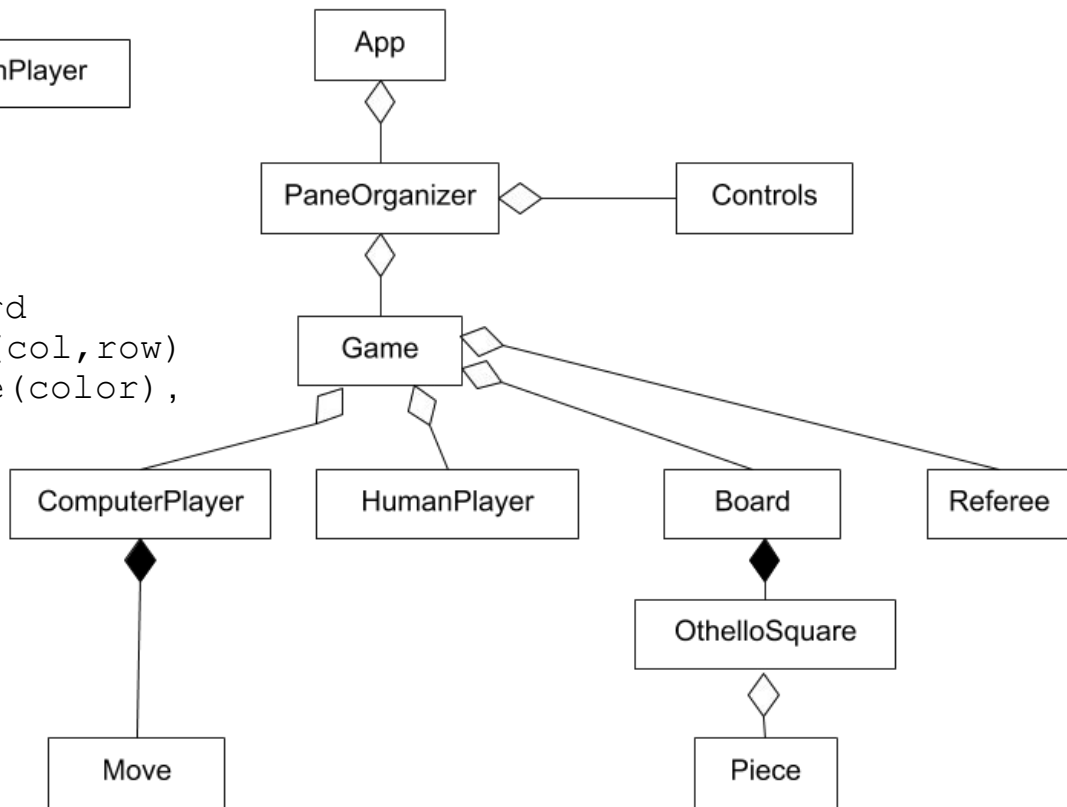 App
nPlayer
PaneOrganizer
Controls
rd
(col,row)
Game
e(color),
ComputerPlayer
HumanPlayer
Board
Referee
OthelloSquare
Move
Piece